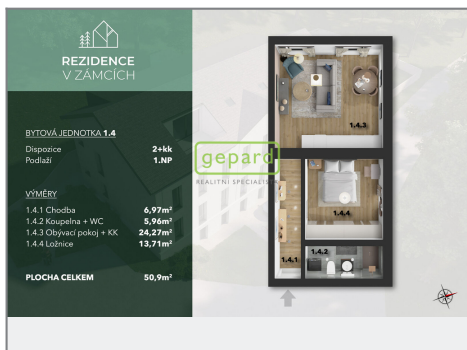 REZIDENCE
V ZÁMCÍCH
BYTOVÁ JEDNOTKA 1.4
Dispozice 2+kk
Podlaží 1.NP
VÝMĚRY
1.4.1 Chodba 6,97m²
1.4.2 Koupelna + WC 5,96m²
1.4.3 Obývací pokoj + KK 24,27m²
1.4.4 Ložnice 13,71m²
PLOCHA CELKEM 50,9m²
1.4.3
gepard
REALITNÍ SPECIALISTÉ
1.4.4
1.4.2
1.4.1